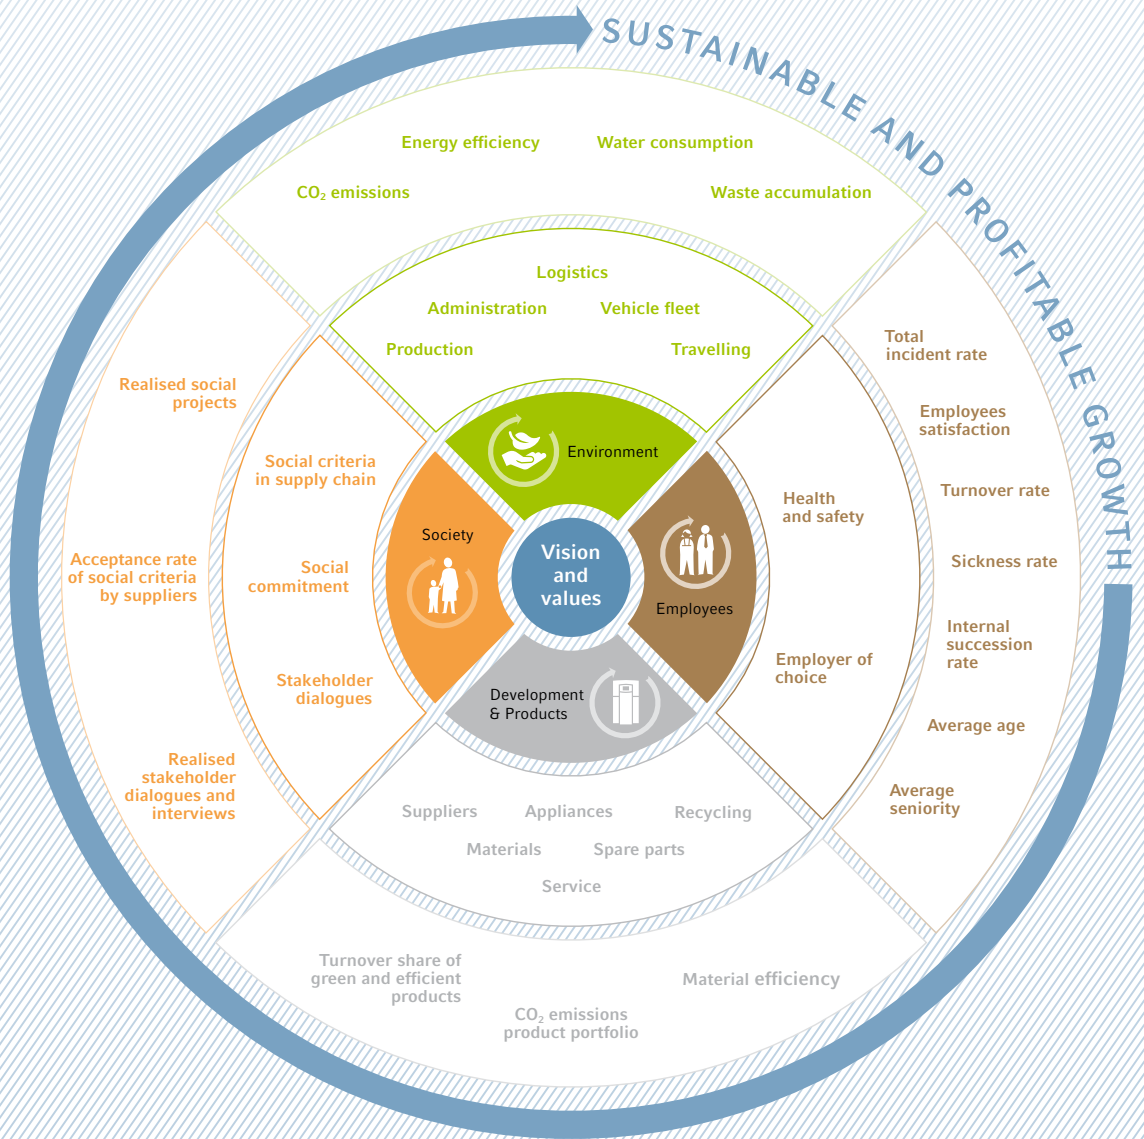 SUSTAINABLE AND PROFITABLE GROWTH
Energy efficiency
Water consumption
CO₂ emissions
Waste accumulation
Logistics
Administration
Vehicle fleet
Production
Travelling
Environment
Total
incident rate
Employees
satisfaction
Turnover rate
Sickness rate
Internal
succession
rate
Average age
Average
seniority
Health
and safety
Employer of
choice
Employees
Vision
and
values
Society
Social criteria
in supply chain
Social
commitment
Stakeholder
dialogues
Realised social
projects
Acceptance rate
of social criteria
by suppliers
Realised
stakeholder
dialogues and
interviews
Development
& Products
Suppliers
Appliances
Recycling
Materials
Spare parts
Service
Turnover share of
green and efficient
products
CO₂ emissions
product portfolio
Material efficiency